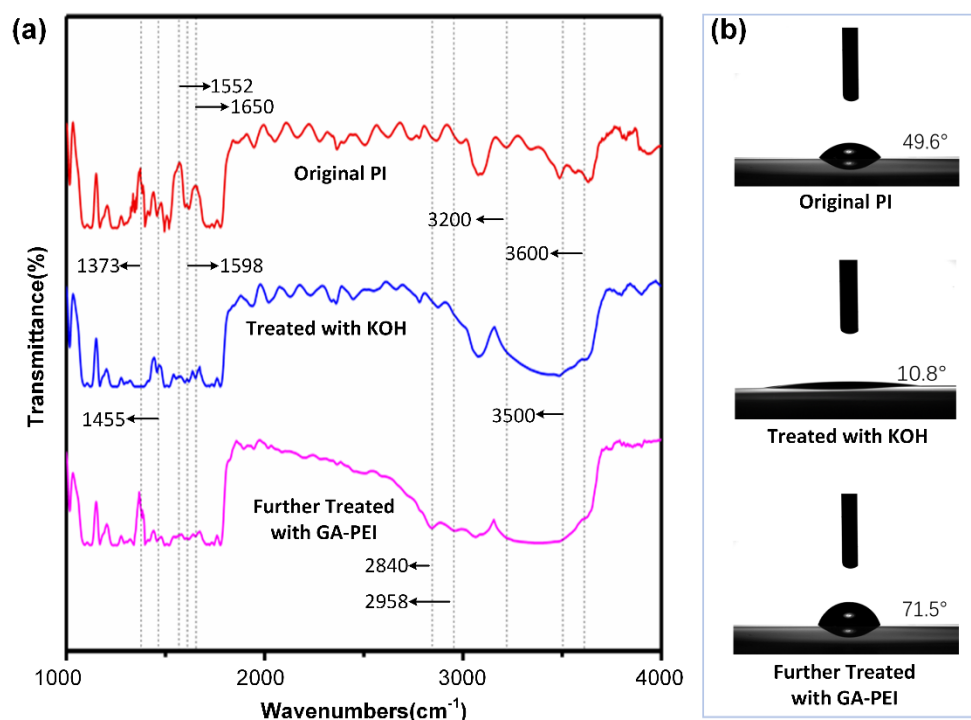 (a)
1552
1650
Original PI
3200
3600
1373
1598
Treated with KOH
1455
3500
Further Treated
with GA-PEI
2840
2958
Transmittance(%)
1000
2000
3000
4000
Wavenumbers(cm⁻¹)
(b)
49.6°
Original PI
10.8°
Treated with KOH
71.5°
Further Treated
with GA-PEI